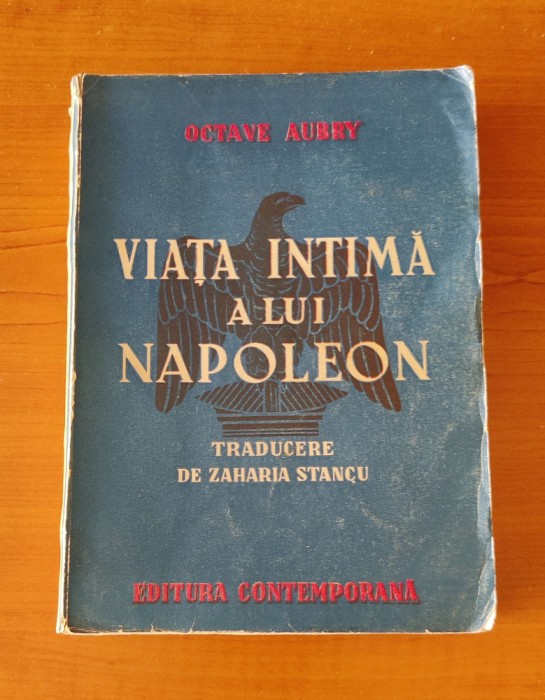 OCTAVE AUBRY
VIAȚA INTIMĂ
A LUI
NAPOLEON
TRADUCERE
DE ZAHARIA STANCU
EDITURA CONTEMPORANĂ